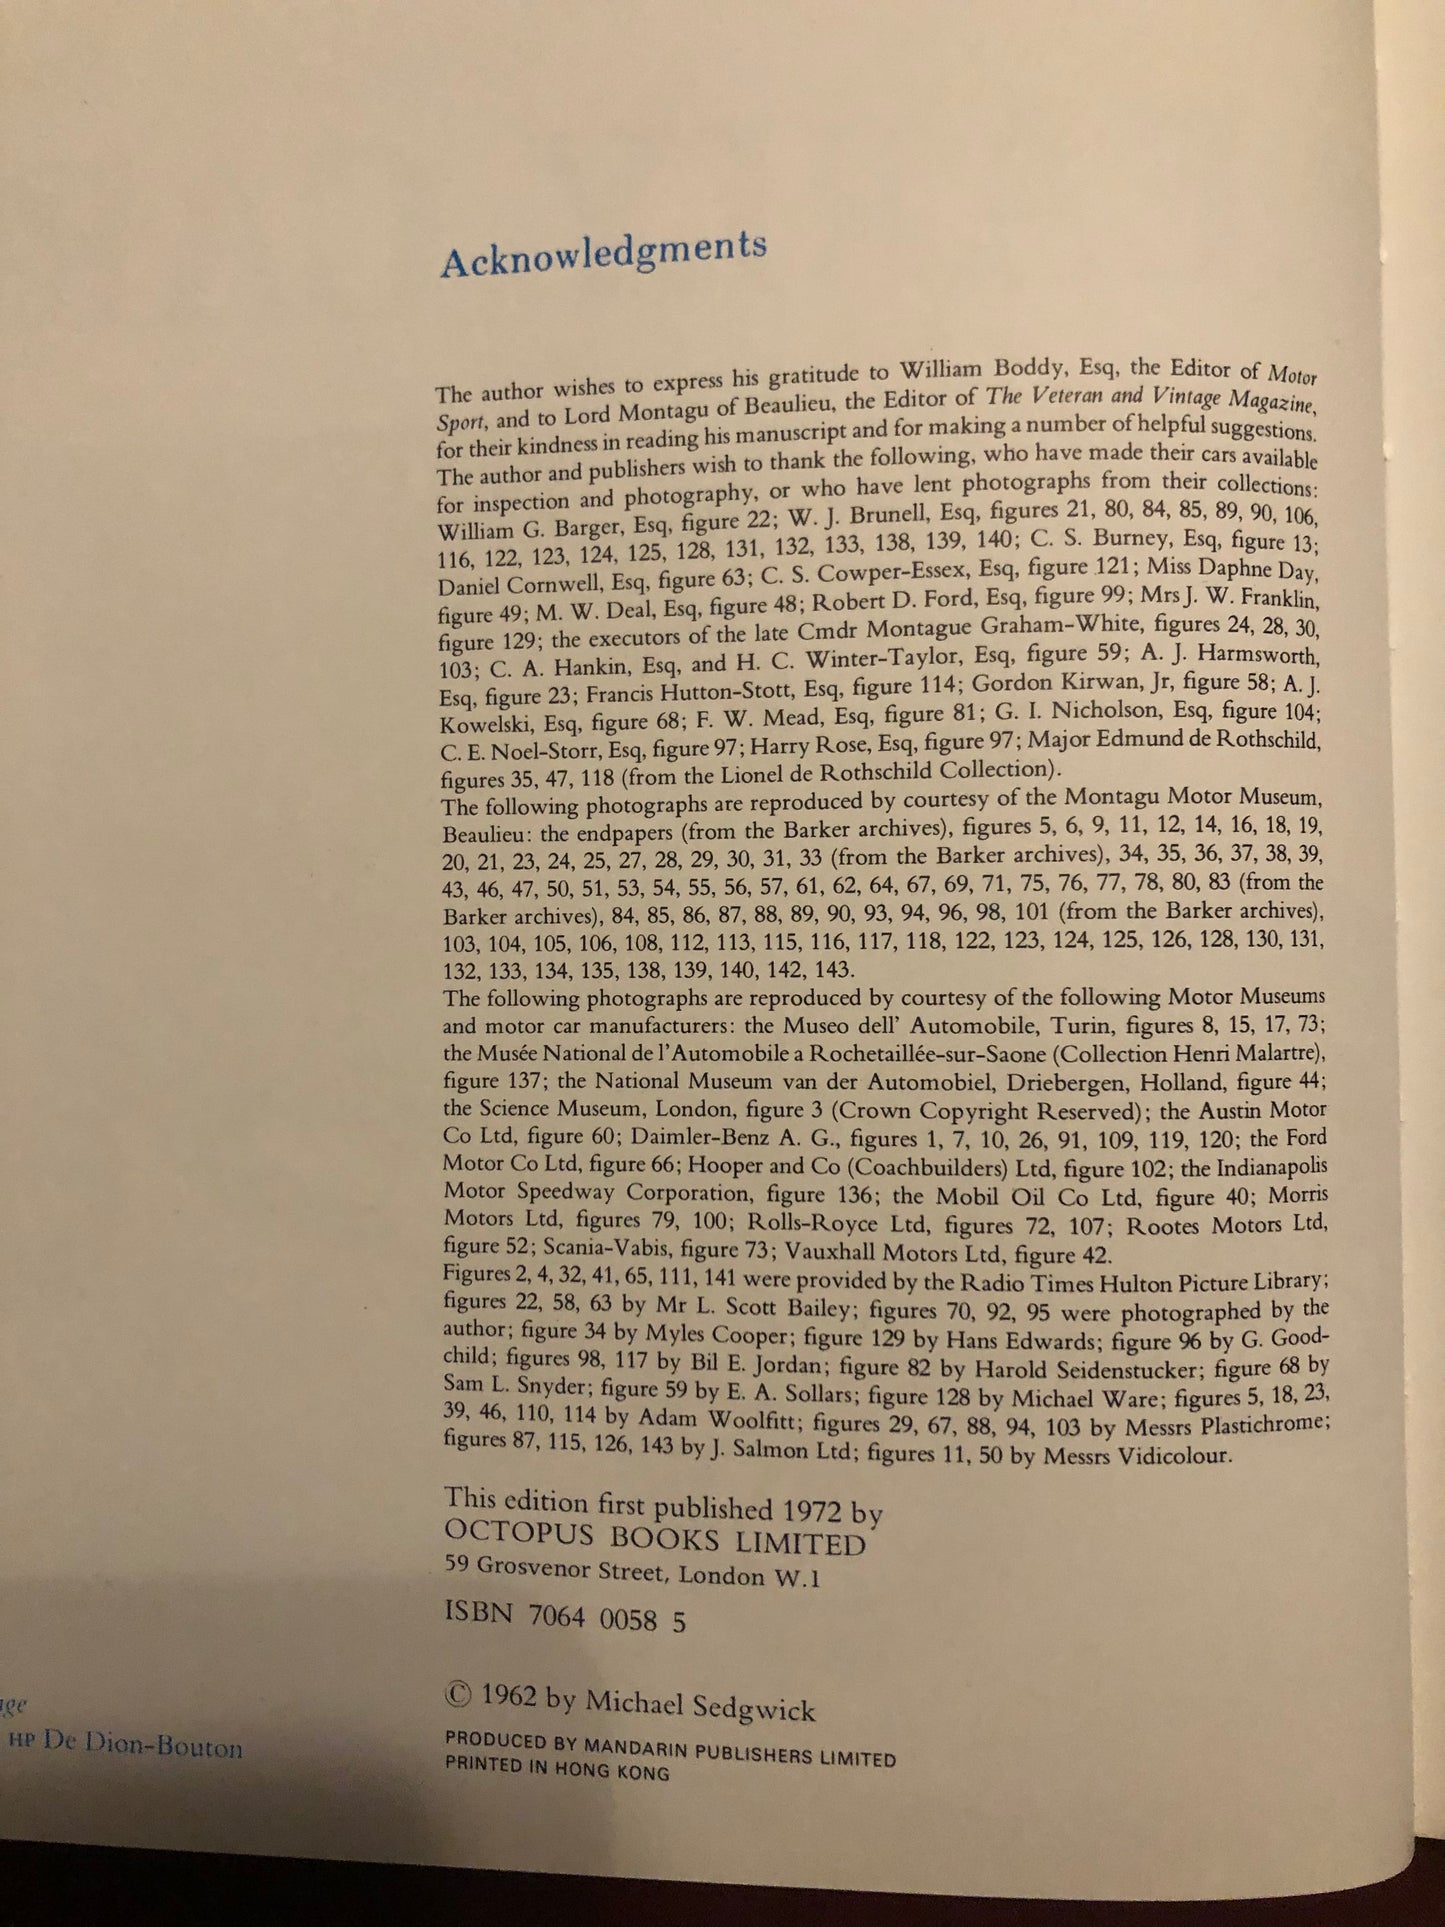 Acknowledgments
The author wishes to express his gratitude to William Boddy, Esq, the Editor of Motor
Sport, and to Lord Montagu of Beaulieu, the Editor of The Veteran and Vintage Magazine,
for their kindness in reading his manuscript and for making a number of helpful suggestions.
The author and publishers wish to thank the following, who have made their cars available
for inspection and photography, or who have lent photographs from their collections:
William G. Barger, Esq, figure 22; W. J. Brunell, Esq, figures 21, 80, 84, 85, 89, 90, 106,
116, 122, 123, 124, 125, 128, 131, 132, 133, 138, 139, 140; C. S. Burney, Esq, figure 13;
Daniel Cornwell, Esq, figure 63; C. S. Cowper-Essex, Esq, figure 121; Miss Daphne Day,
figure 49; M. W. Deal, Esq, figure 48; Robert D. Ford, Esq, figure 99; Mrs J. W. Franklin,
figure 129; the executors of the late Cmdr Montague Graham-White, figures 24, 28, 30,
103; C. A. Hankin, Esq, and H. C. Winter-Taylor, Esq, figure 59; A. J. Harmsworth,
Esq, figure 23; Francis Hutton-Stott, Esq, figure 114; Gordon Kirwan, Jr, figure 58; A. J.
Kowelski, Esq, figure 68; F. W. Mead, Esq, figure 81; G. I. Nicholson, Esq, figure 104;
C. E. Noel-Storr, Esq, figure 97; Harry Rose, Esq, figure 97; Major Edmund de Rothschild,
figures 35, 47, 118 (from the Lionel de Rothschild Collection).
The following photographs are reproduced by courtesy of the Montagu Motor Museum,
Beaulieu: the endpapers (from the Barker archives), figures 5, 6, 9, 11, 12, 14, 16, 18, 19,
20, 21, 23, 24, 25, 27, 28, 29, 30, 31, 33 (from the Barker archives), 34, 35, 36, 37, 38, 39,
43, 46, 47, 50, 51, 53, 54, 55, 56, 57, 61, 62, 64, 67, 69, 71, 75, 76, 77, 78, 80, 83 (from the
Barker archives), 84, 85, 86, 87, 88, 89, 90, 93, 94, 96, 98, 101 (from the Barker archives),
103, 104, 105, 106, 108, 112, 113, 115, 116, 117, 118, 122, 123, 124, 125, 126, 128, 130, 131,
132, 133, 134, 135, 138, 139, 140, 142, 143.
The following photographs are reproduced by courtesy of the following Motor Museums
and motor car manufacturers: the Museo dell' Automobile, Turin, figures 8, 15, 17, 73;
the Musée National de l'Automobile a Rochetaillée-sur-Saone (Collection Henri Malartre),
figure 137; the National Museum van der Automobiel, Driebergen, Holland, figure 44;
the Science Museum, London, figure 3 (Crown Copyright Reserved); the Austin Motor
Co Ltd, figure 60; Daimler-Benz A. G., figures 1, 7, 10, 26, 91, 109, 119, 120; the Ford
Motor Co Ltd, figure 66; Hooper and Co (Coachbuilders) Ltd, figure 102; the Indianapolis
Motor Speedway Corporation, figure 136; the Mobil Oil Co Ltd, figure 40; Morris
Motors Ltd, figures 79, 100; Rolls-Royce Ltd, figures 72, 107; Rootes Motors Ltd,
figure 52; Scania-Vabis, figure 73; Vauxhall Motors Ltd, figure 42.
Figures 2, 4, 32, 41, 65, 111, 141 were provided by the Radio Times Hulton Picture Library;
figures 22, 58, 63 by Mr L. Scott Bailey; figures 70, 92, 95 were photographed by the
author; figure 34 by Myles Cooper; figure 129 by Hans Edwards; figure 96 by G. Good-
child; figures 98, 117 by Bil E. Jordan; figure 82 by Harold Seidenstucker; figure 68 by
Sam L. Snyder; figure 59 by E. A. Sollars; figure 128 by Michael Ware; figures 5, 18, 23,
39, 46, 110, 114 by Adam Woolfitt; figures 29, 67, 88, 94, 103 by Messrs Plastichrome;
figures 87, 115, 126, 143 by J. Salmon Ltd; figures 11, 50 by Messrs Vidicolour.
This edition first published 1972 by
OCTOPUS BOOKS LIMITED
59 Grosvenor Street, London W.1
ISBN 7064 0058 5
© 1962 by Michael Sedgwick
PRODUCED BY MANDARIN PUBLISHERS LIMITED
PRINTED IN HONG KONG
HP De Dion-Bouton